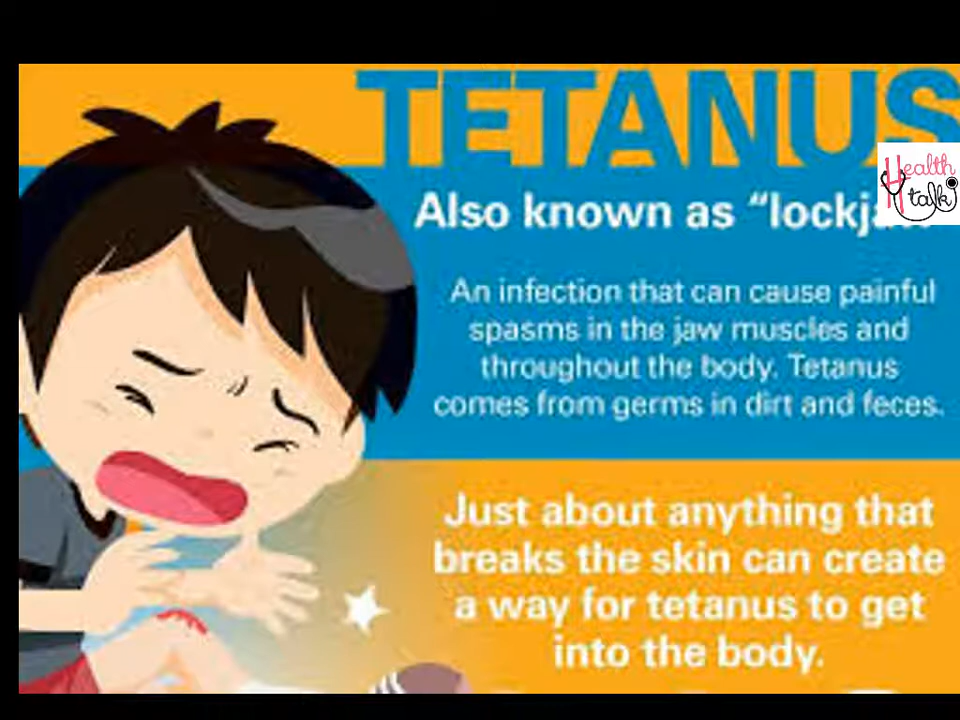 TETANUS
Health
talk
Also known as “lockja
An infection that can cause painful
spasms in the jaw muscles and
throughout the body. Tetanus
comes from germs in dirt and feces.
Just about anything that
breaks the skin can create
a way for tetanus to get
into the body.